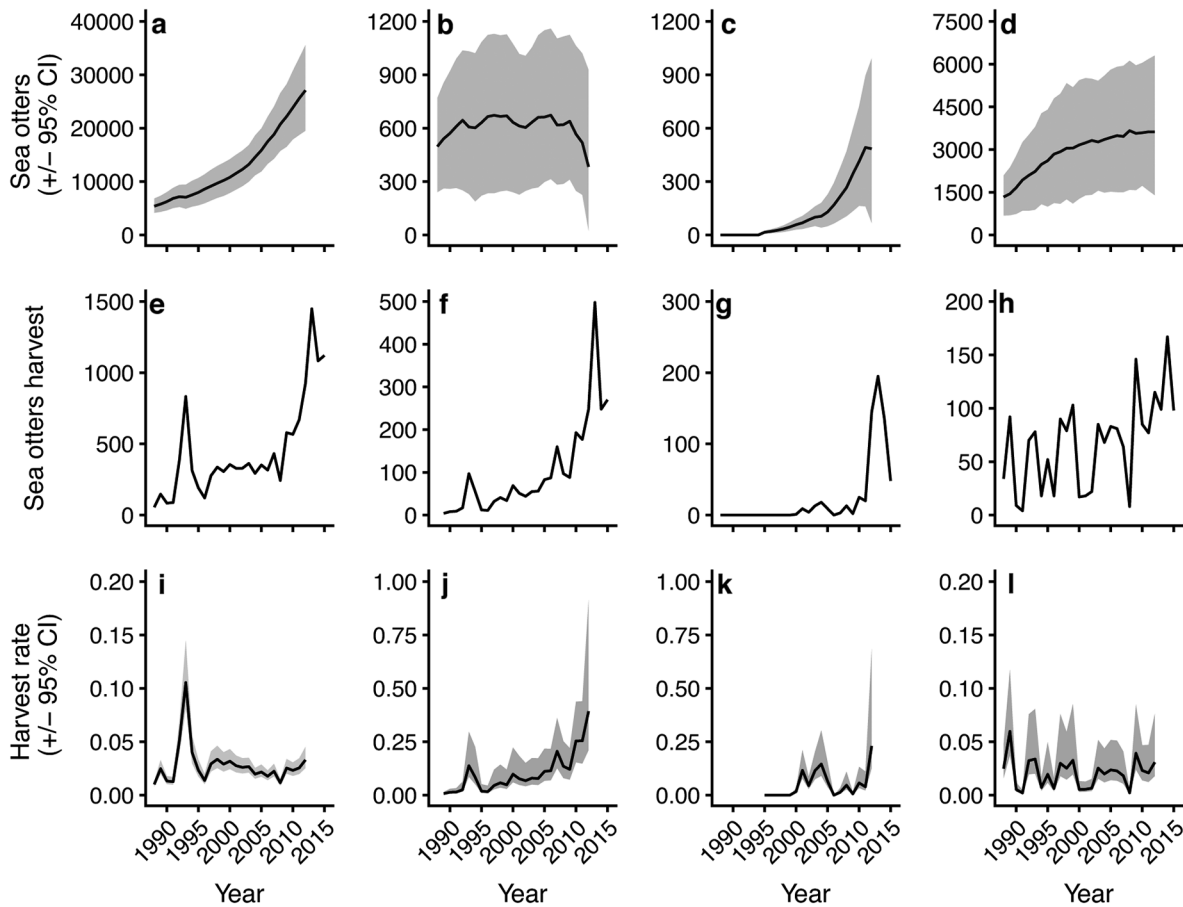 a
b
c
d
Sea otters
(+/− 95% CI)
40000
30000
20000
10000
0
1200
900
600
300
0
1200
900
600
300
0
7500
6000
4500
3000
1500
0
e
f
g
h
Sea otters harvest
1500
1000
500
0
500
400
300
200
100
0
300
200
100
0
200
150
100
50
0
i
j
k
l
Harvest rate
(+/− 95% CI)
0.20
0.15
0.10
0.05
0.00
1.00
0.75
0.50
0.25
0.00
1.00
0.75
0.50
0.25
0.00
0.20
0.15
0.10
0.05
0.00
1990 1995 2000 2005 2010 2015
1990 1995 2000 2005 2010 2015
1990 1995 2000 2005 2010 2015
1990 1995 2000 2005 2010 2015
Year
Year
Year
Year